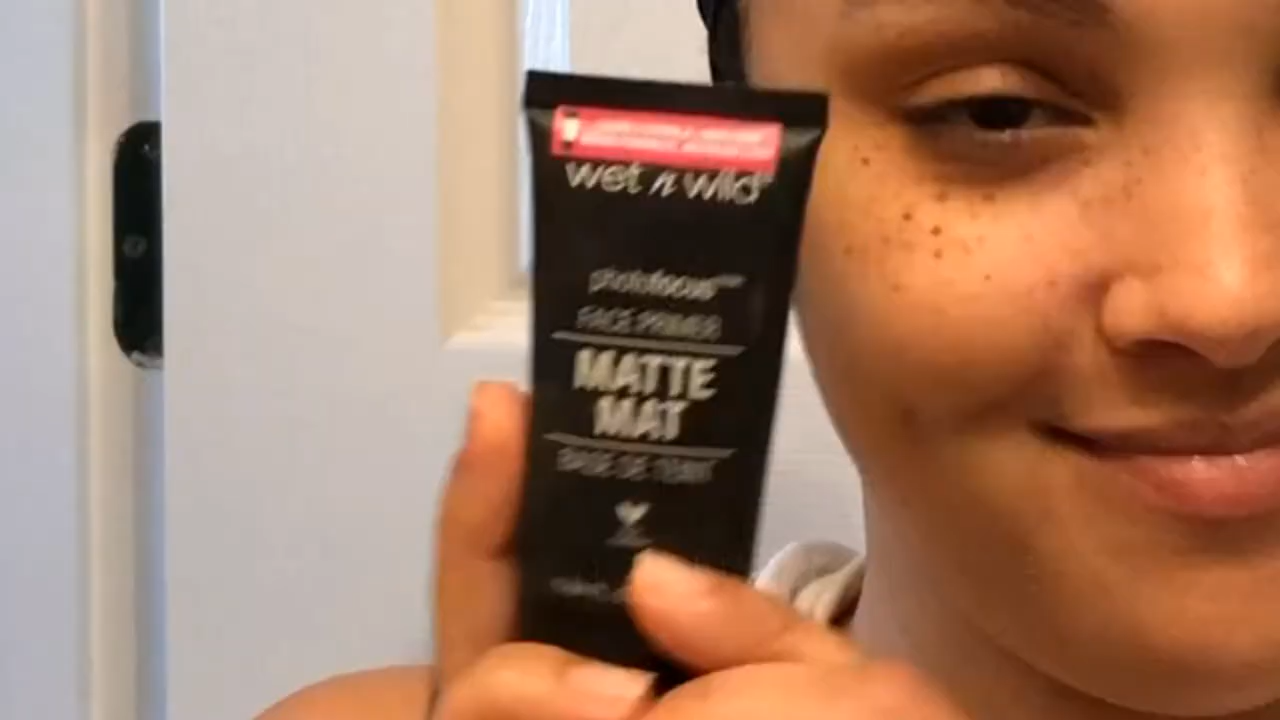 wet n wild
photofocus
FACE PRIMER
MATTE
MAT
BASE DE TEINT